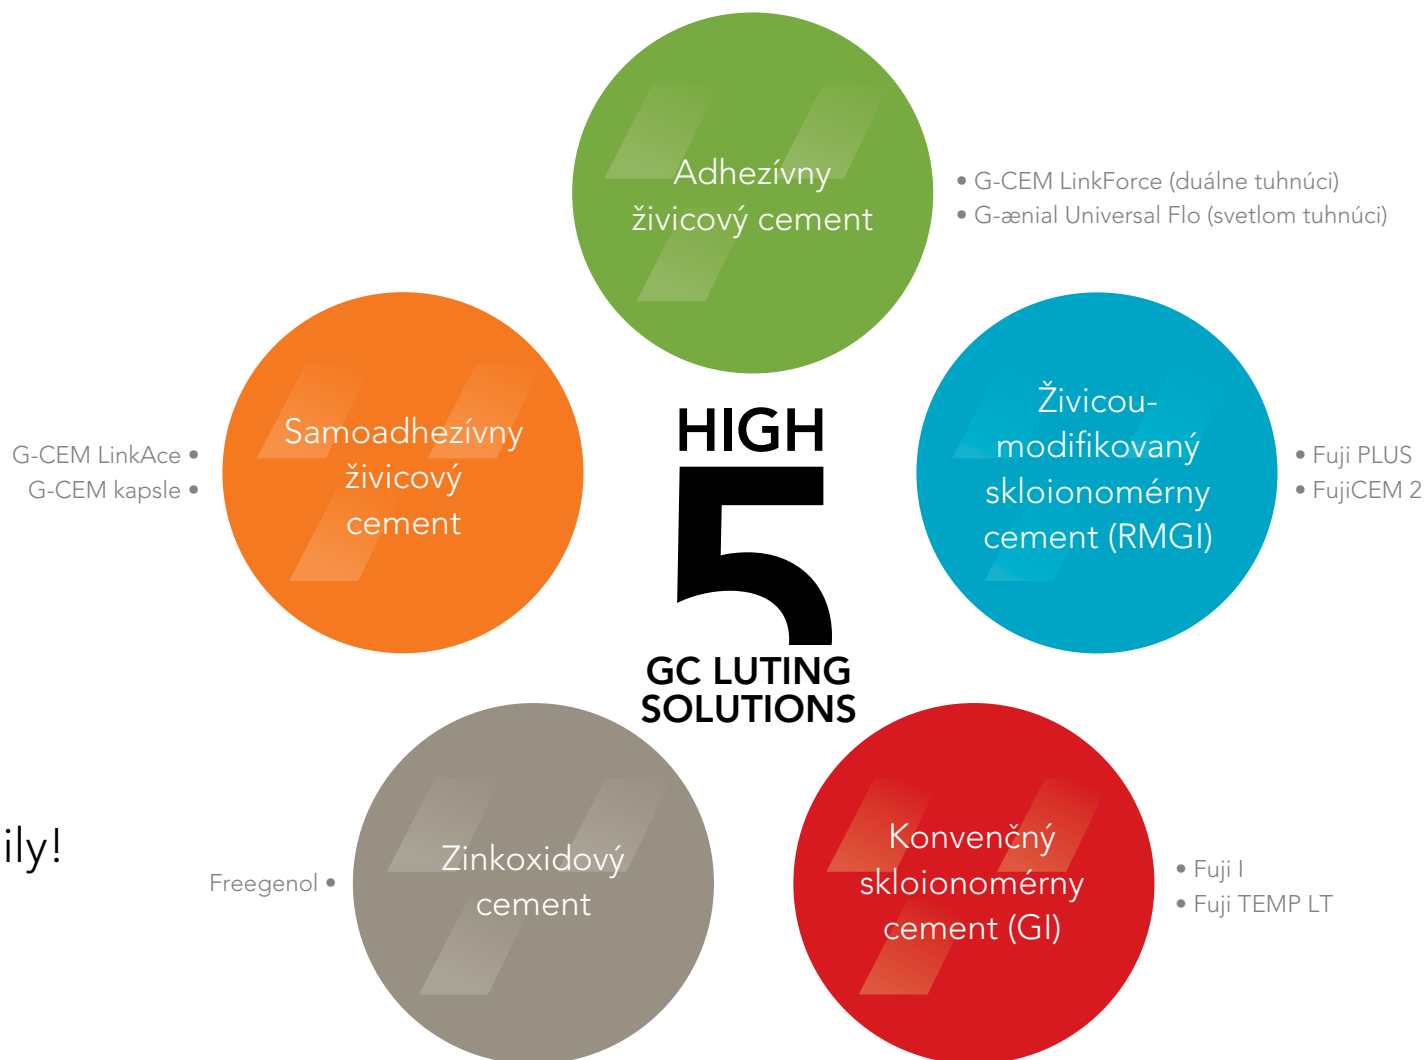 Adhezívny
živicový cement
• G-CEM LinkForce (duálne tuhnúci)
• G-ænial Universal Flo (svetlom tuhnúci)
Samoadhezívny
živicový
cement
G-CEM LinkAce •
G-CEM kapsle •
HIGH
5
GC LUTING
SOLUTIONS
Živicou-
modifikovaný
skloionomérny
cement (RMGI)
• Fuji PLUS
• FujiCEM 2
ily!
Zinkoxidový
cement
Freegenol •
Konvenčný
skloionomérny
cement (GI)
• Fuji I
• Fuji TEMP LT